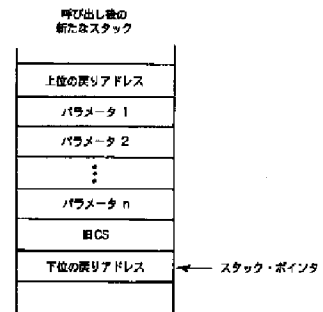 呼び出し後の
新たなスタック
上位の戻りアドレス
パラメータ 1
パラメータ 2
⋮
パラメータ n
旧CS
下位の戻りアドレス
スタック・ポインタ